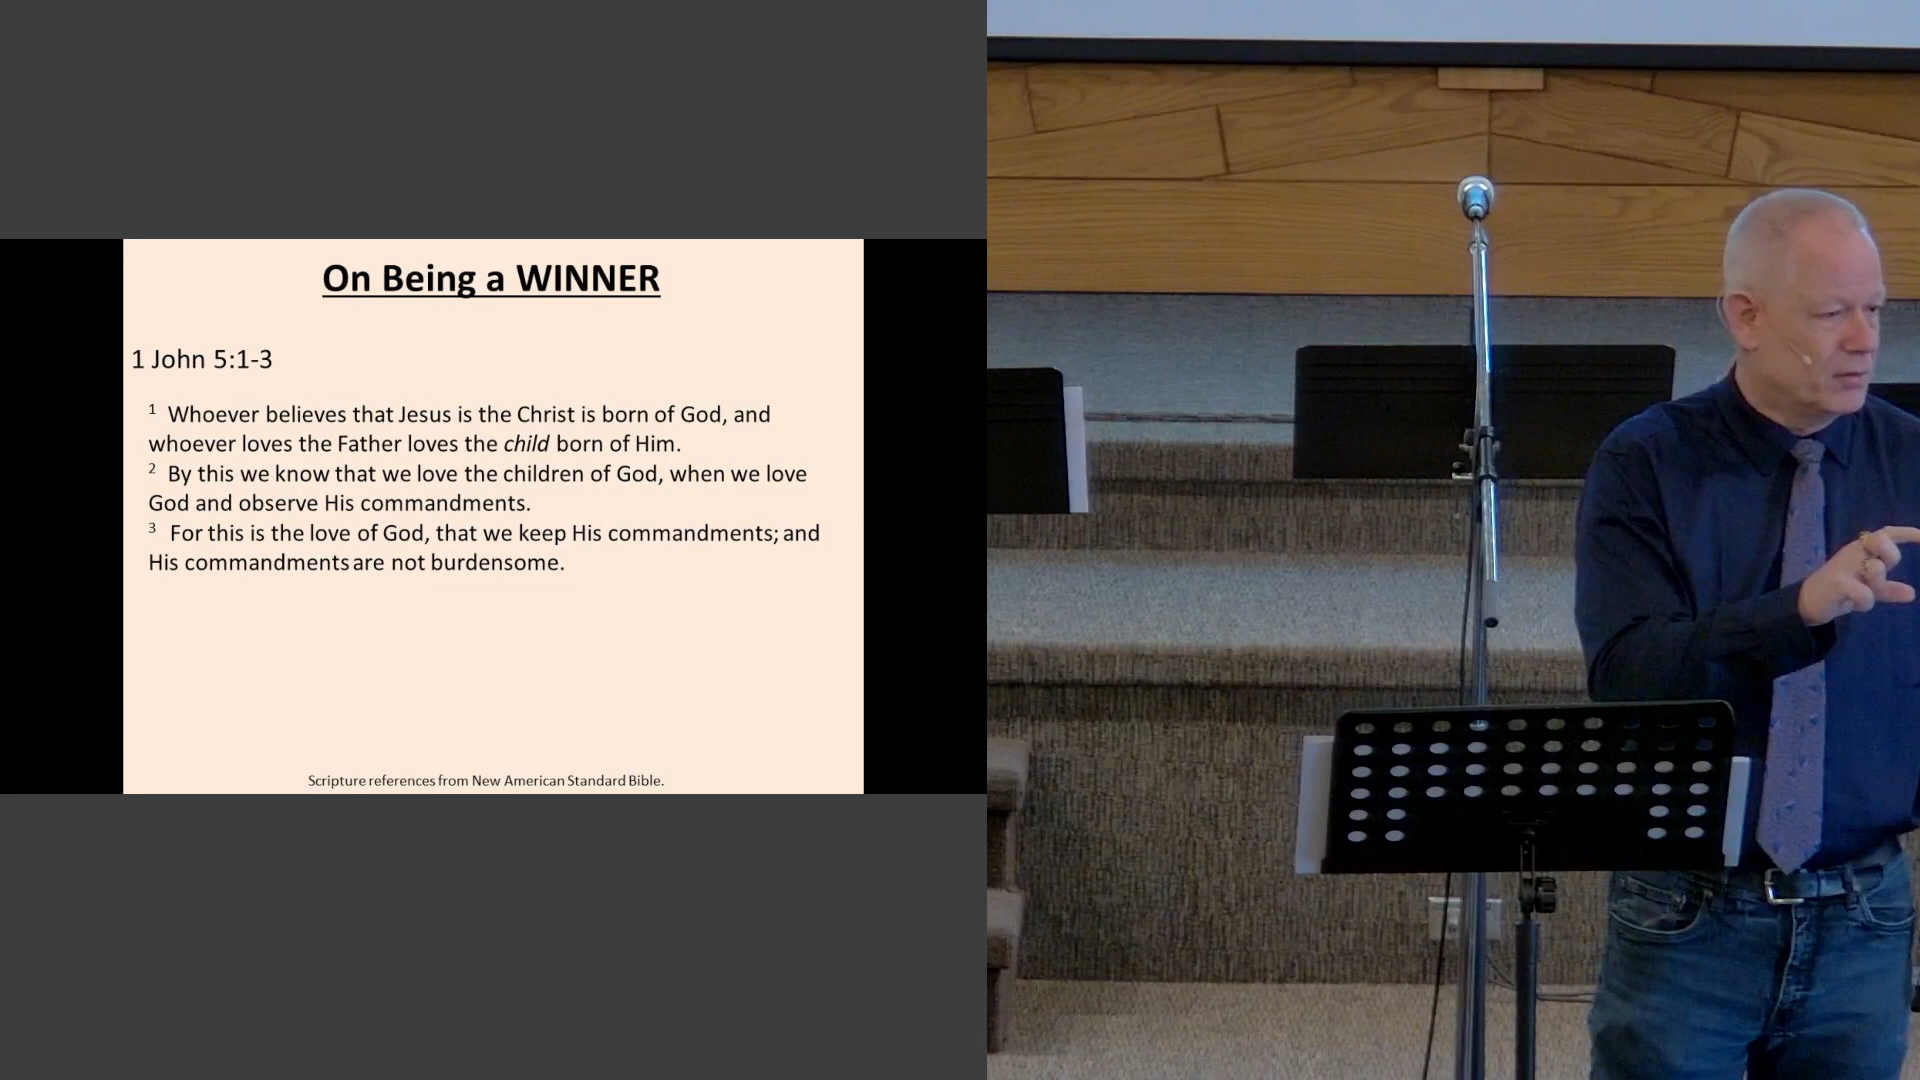 On Being a WINNER
1 John 5:1-3
1 Whoever believes that Jesus is the Christ is born of God, and
whoever loves the Father loves the child born of Him.
2 By this we know that we love the children of God, when we love
God and observe His commandments.
3 For this is the love of God, that we keep His commandments; and
His commandments are not burdensome.
Scripture references from New American Standard Bible.